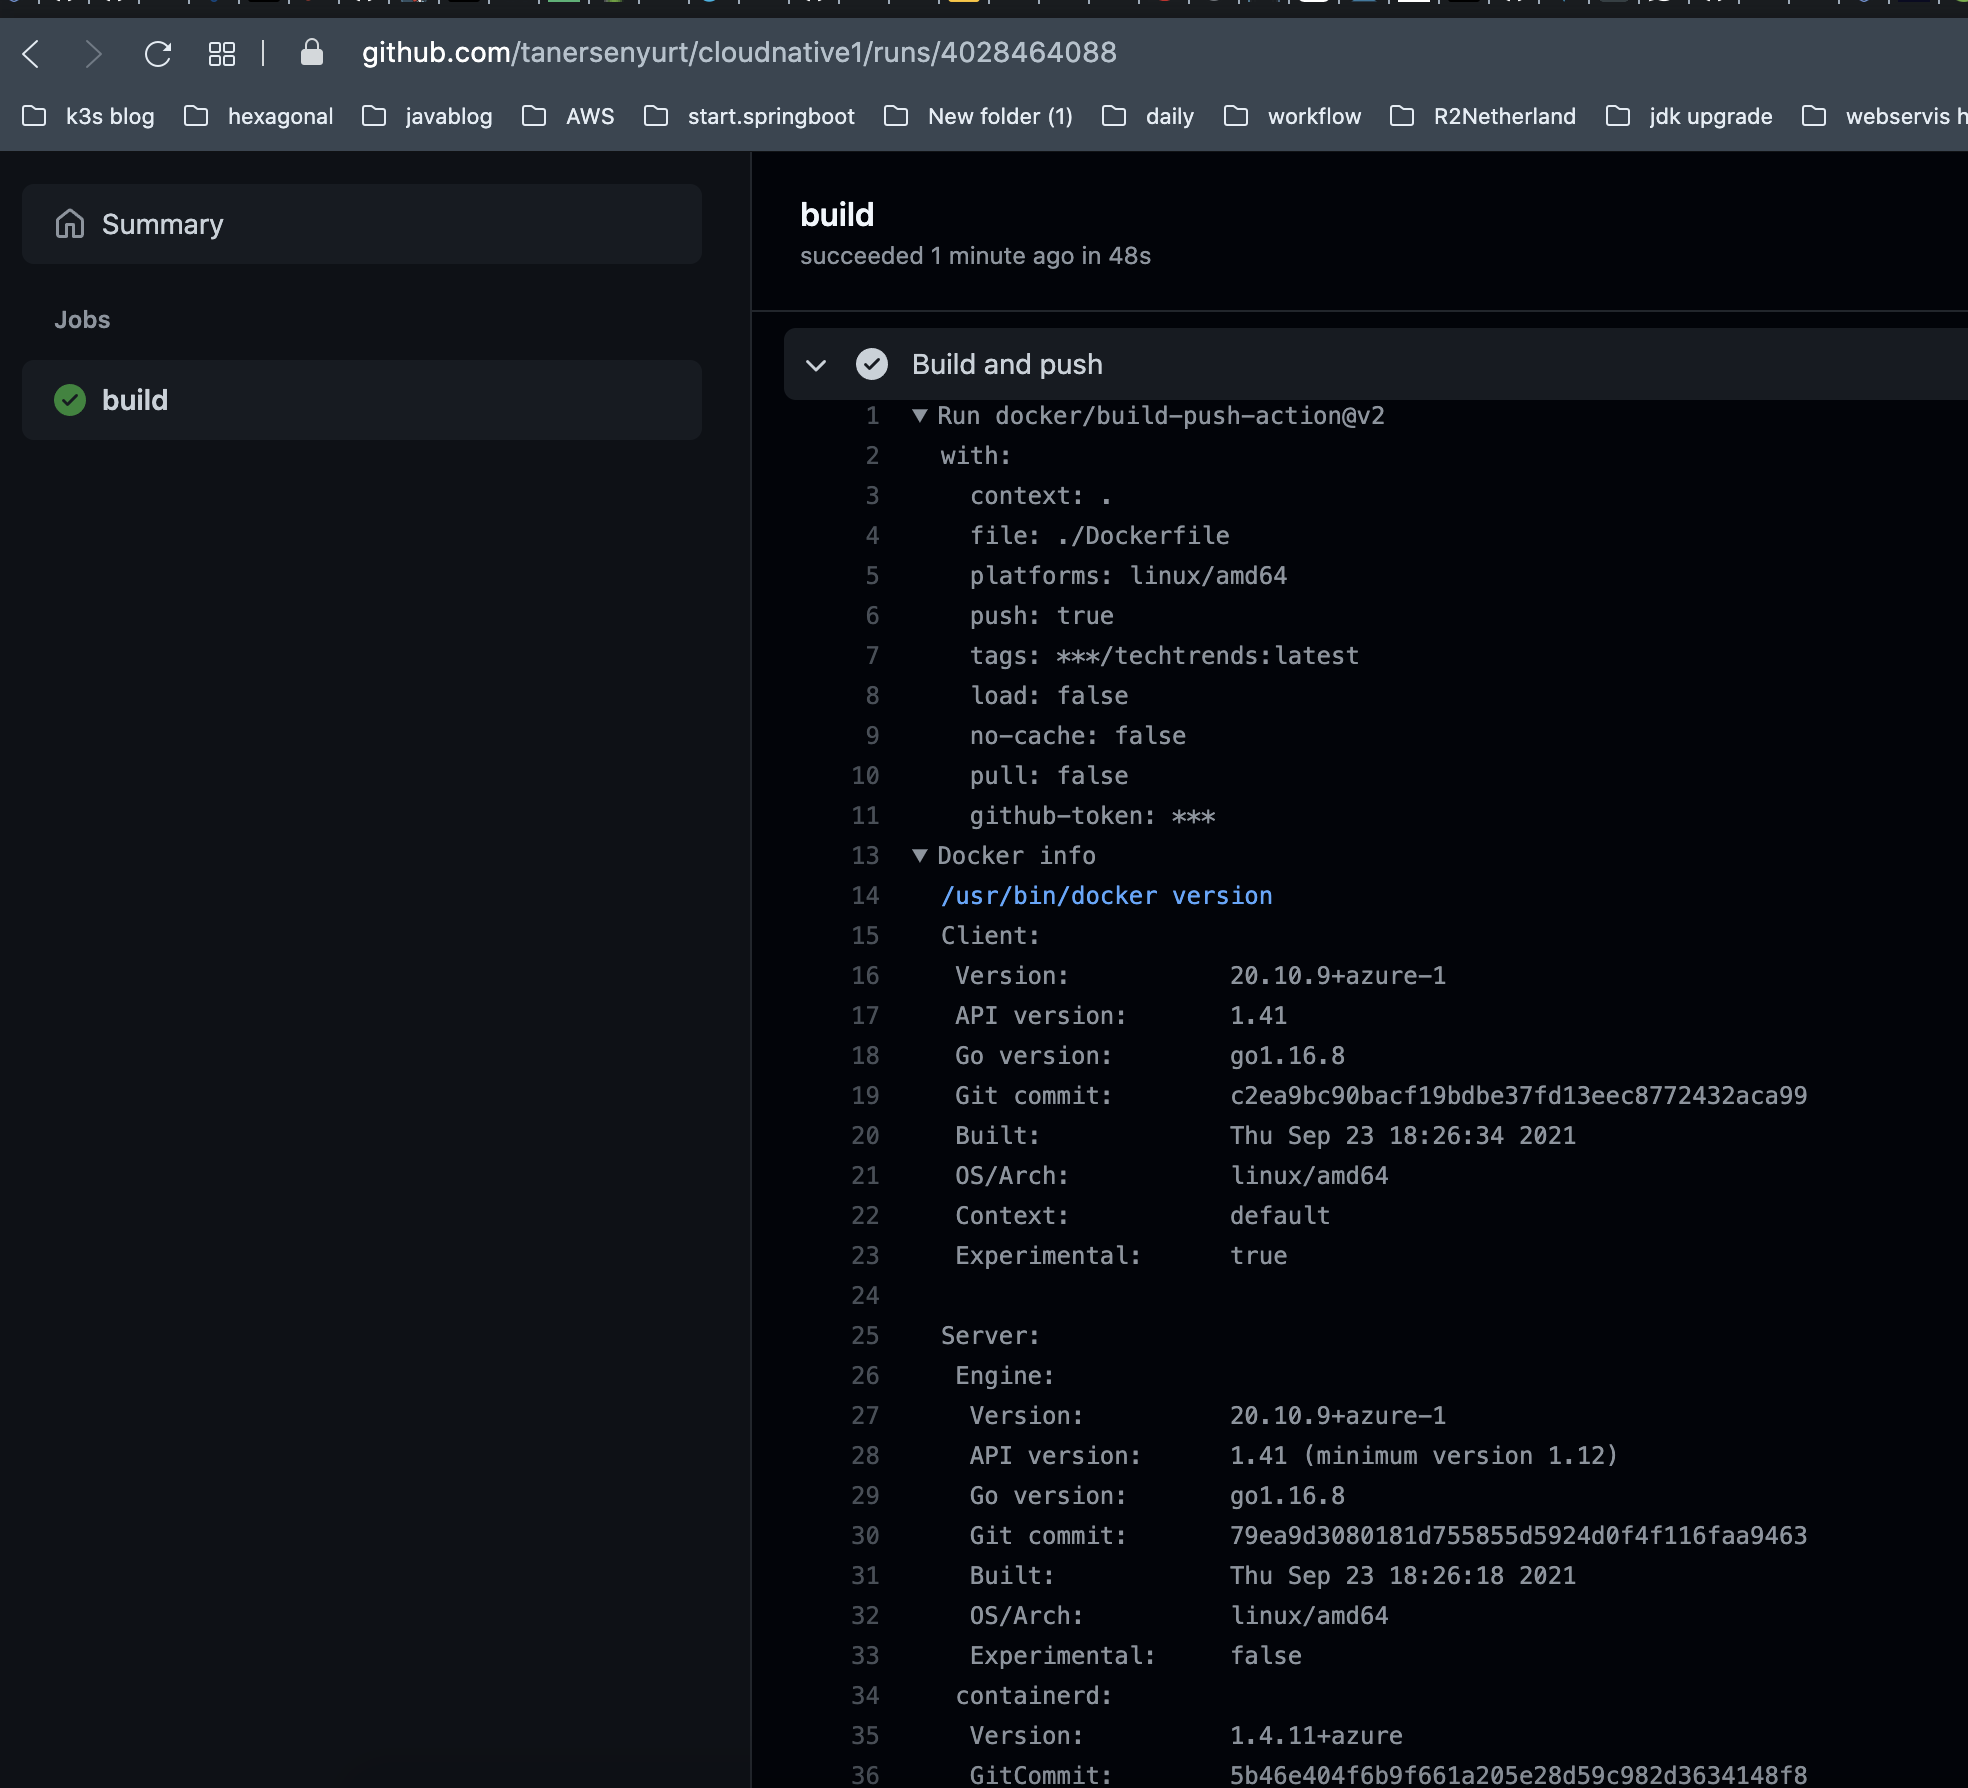 github.com/tanersenyurt/cloudnative1/runs/4028464088
k3s blog hexagonal javablog AWS start.springboot New folder (1) daily workflow R2Netherland jdk upgrade webservis h
Summary
Jobs
build
build
succeeded 1 minute ago in 48s
Build and push
1 ▼ Run docker/build-push-action@v2
2 with:
3 context: .
4 file: ./Dockerfile
5 platforms: linux/amd64
6 push: true
7 tags: ***/techtrends:latest
8 load: false
9 no-cache: false
10 pull: false
11 github-token: ***
13 ▼ Docker info
14 /usr/bin/docker version
15 Client:
16 Version: 20.10.9+azure-1
17 API version: 1.41
18 Go version: go1.16.8
19 Git commit: c2ea9bc90bacf19bdbe37fd13eec8772432aca99
20 Built: Thu Sep 23 18:26:34 2021
21 OS/Arch: linux/amd64
22 Context: default
23 Experimental: true
24
25 Server:
26 Engine:
27 Version: 20.10.9+azure-1
28 API version: 1.41 (minimum version 1.12)
29 Go version: go1.16.8
30 Git commit: 79ea9d3080181d755855d5924d0f4f116faa9463
31 Built: Thu Sep 23 18:26:18 2021
32 OS/Arch: linux/amd64
33 Experimental: false
34 containerd:
35 Version: 1.4.11+azure
36 GitCommit: 5b46e404f6b9f661a205e28d59c982d3634148f8